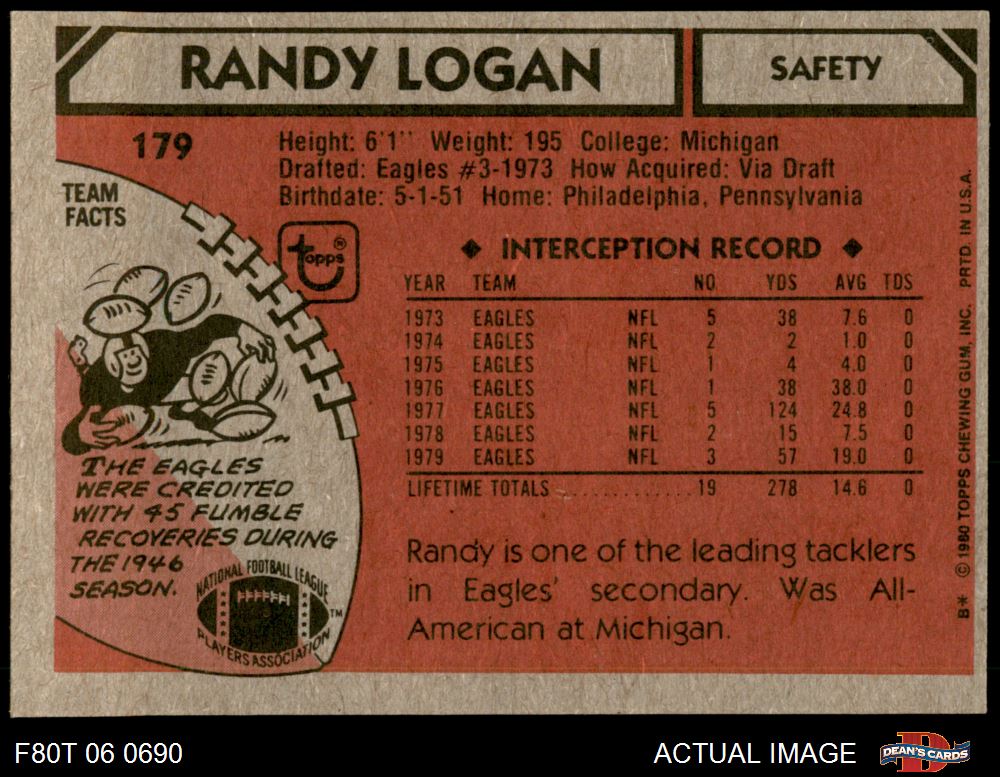 RANDY LOGAN
SAFETY
179
Height: 6'1" Weight: 195 College: Michigan
Drafted: Eagles #3-1973 How Acquired: Via Draft
Birthdate: 5-1-51 Home: Philadelphia, Pennsylvania
TEAM
FACTS
topps®
◆ INTERCEPTION RECORD ◆
YEAR TEAM NO. YDS AVG TDS
1973 EAGLES NFL 5 38 7.6 0
1974 EAGLES NFL 2 2 1.0 0
1975 EAGLES NFL 1 4 4.0 0
1976 EAGLES NFL 1 38 38.0 0
1977 EAGLES NFL 5 124 24.8 0
1978 EAGLES NFL 2 15 7.5 0
1979 EAGLES NFL 3 57 19.0 0
LIFETIME TOTALS ............. 19 278 14.6 0
THE EAGLES
WERE CREDITED
WITH 45 FUMBLE
RECOVERIES DURING
THE 1946
SEASON.
NATIONAL FOOTBALL LEAGUE
PLAYERS ASSOCIATION
TM
Randy is one of the leading tacklers
in Eagles' secondary. Was All-
American at Michigan.
B* © 1980 TOPPS CHEWING GUM, INC. PRTD. IN U.S.A.
F80T 06 0690
ACTUAL IMAGE
D
DEAN'S CARDS